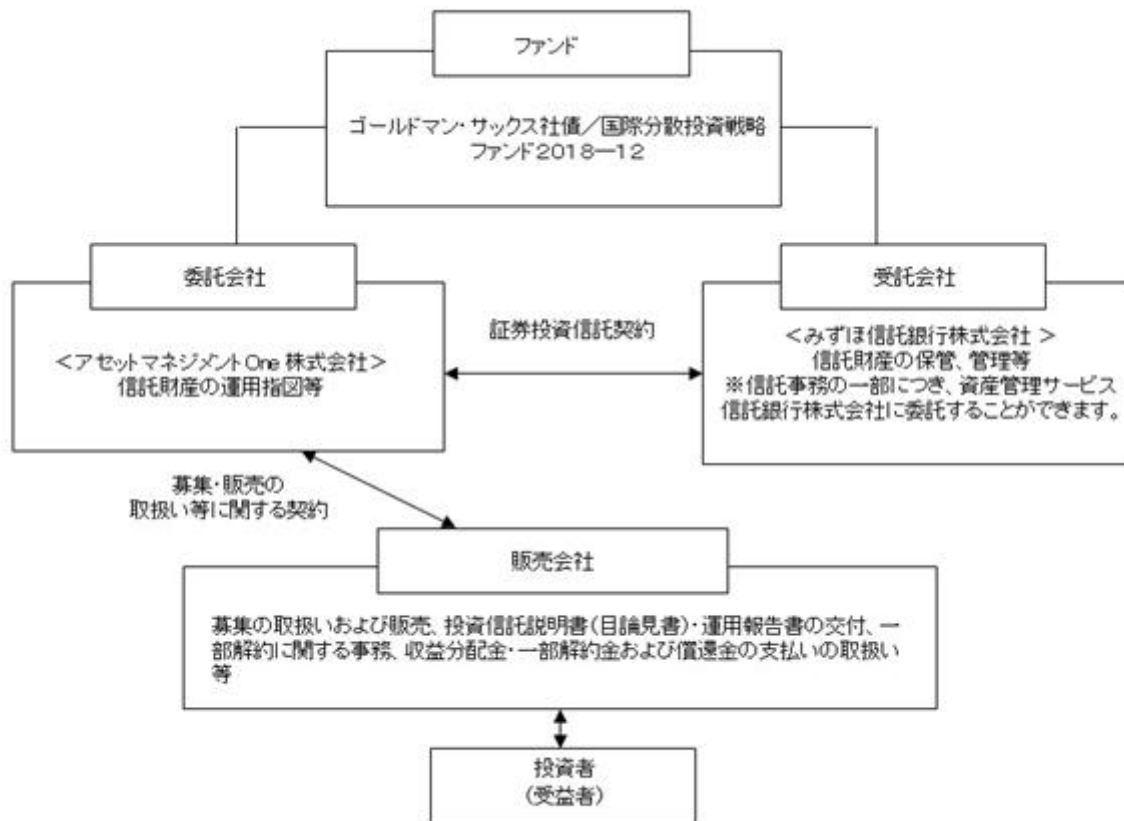 ファンド
ゴールドマン・サックス社債／国際分散投資戦略
ファンド２０１８―１２
委託会社
＜アセットマネジメントOne 株式会社＞
信託財産の運用指図等
証券投資信託契約
受託会社
＜みずほ信託銀行株式会社 ＞
信託財産の保管、管理等
※信託事務の一部につき、資産管理サービス
信託銀行株式会社に委託することができます。
募集・販売の
取扱い等に関する契約
販売会社
募集の取扱いおよび販売、投資信託説明書（目論見書）・運用報告書の交付、一
部解約に関する事務、収益分配金・一部解約金および償還金の支払いの取扱い
等
投資者
（受益者）